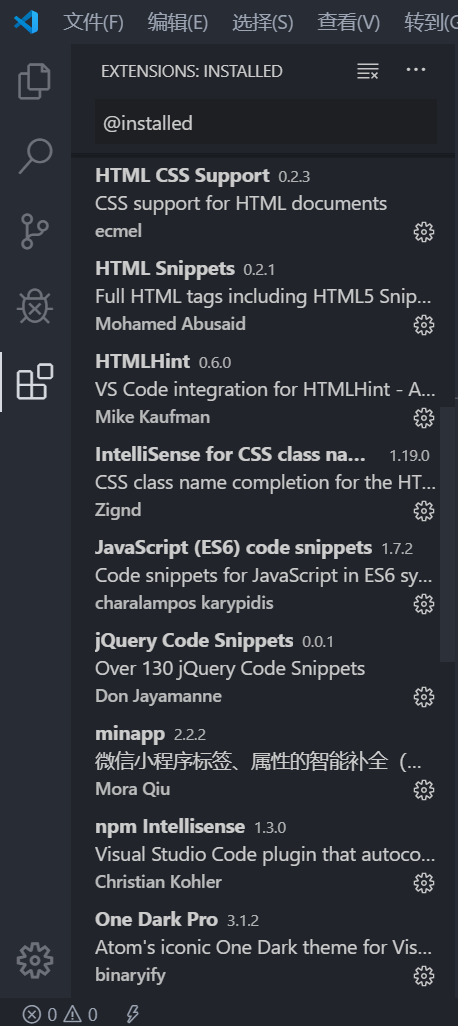 文件(F) 编辑(E) 选择(S) 查看(V) 转到(G
EXTENSIONS: INSTALLED
@installed
HTML CSS Support 0.2.3
CSS support for HTML documents
ecmel
HTML Snippets 0.2.1
Full HTML tags including HTML5 Snip...
Mohamed Abusaid
HTMLHint 0.6.0
VS Code integration for HTMLHint - A...
Mike Kaufman
IntelliSense for CSS class na... 1.19.0
CSS class name completion for the HT...
Zignd
JavaScript (ES6) code snippets 1.7.2
Code snippets for JavaScript in ES6 sy...
charalampos karypidis
jQuery Code Snippets 0.0.1
Over 130 jQuery Code Snippets
Don Jayamanne
minapp 2.2.2
微信小程序标签、属性的智能补全（...
Mora Qiu
npm Intellisense 1.3.0
Visual Studio Code plugin that autoco...
Christian Kohler
One Dark Pro 3.1.2
Atom's iconic One Dark theme for Vis...
binaryify
0 0